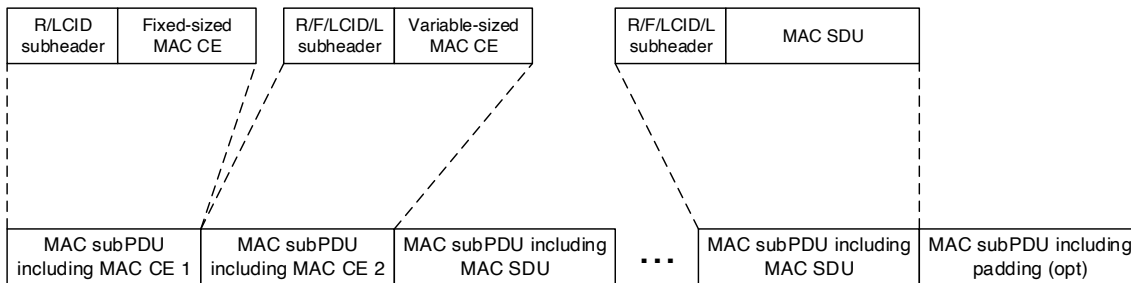 R/LCID
subheader
Fixed-sized
MAC CE
R/F/LCID/L
subheader
Variable-sized
MAC CE
R/F/LCID/L
subheader
MAC SDU
MAC subPDU
including MAC CE 1
MAC subPDU
including MAC CE 2
MAC subPDU including
MAC SDU
...
MAC subPDU including
MAC SDU
MAC subPDU including
padding (opt)